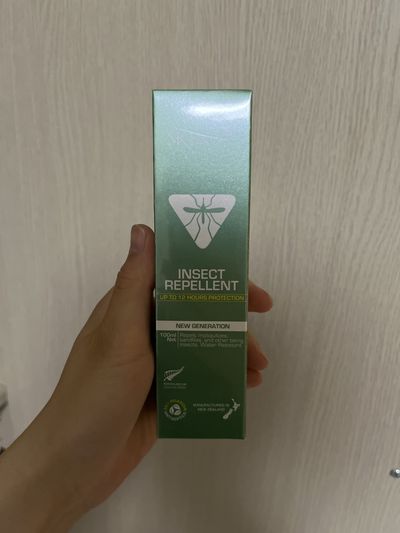 INSECT
REPELLENT
UP TO 12 HOURS PROTECTION
NEW GENERATION
100ml
Net
Repels mosquitoes,
sandflies, and other biting
insects. Water Resistant.
MANUFACTURED IN
NEW ZEALAND